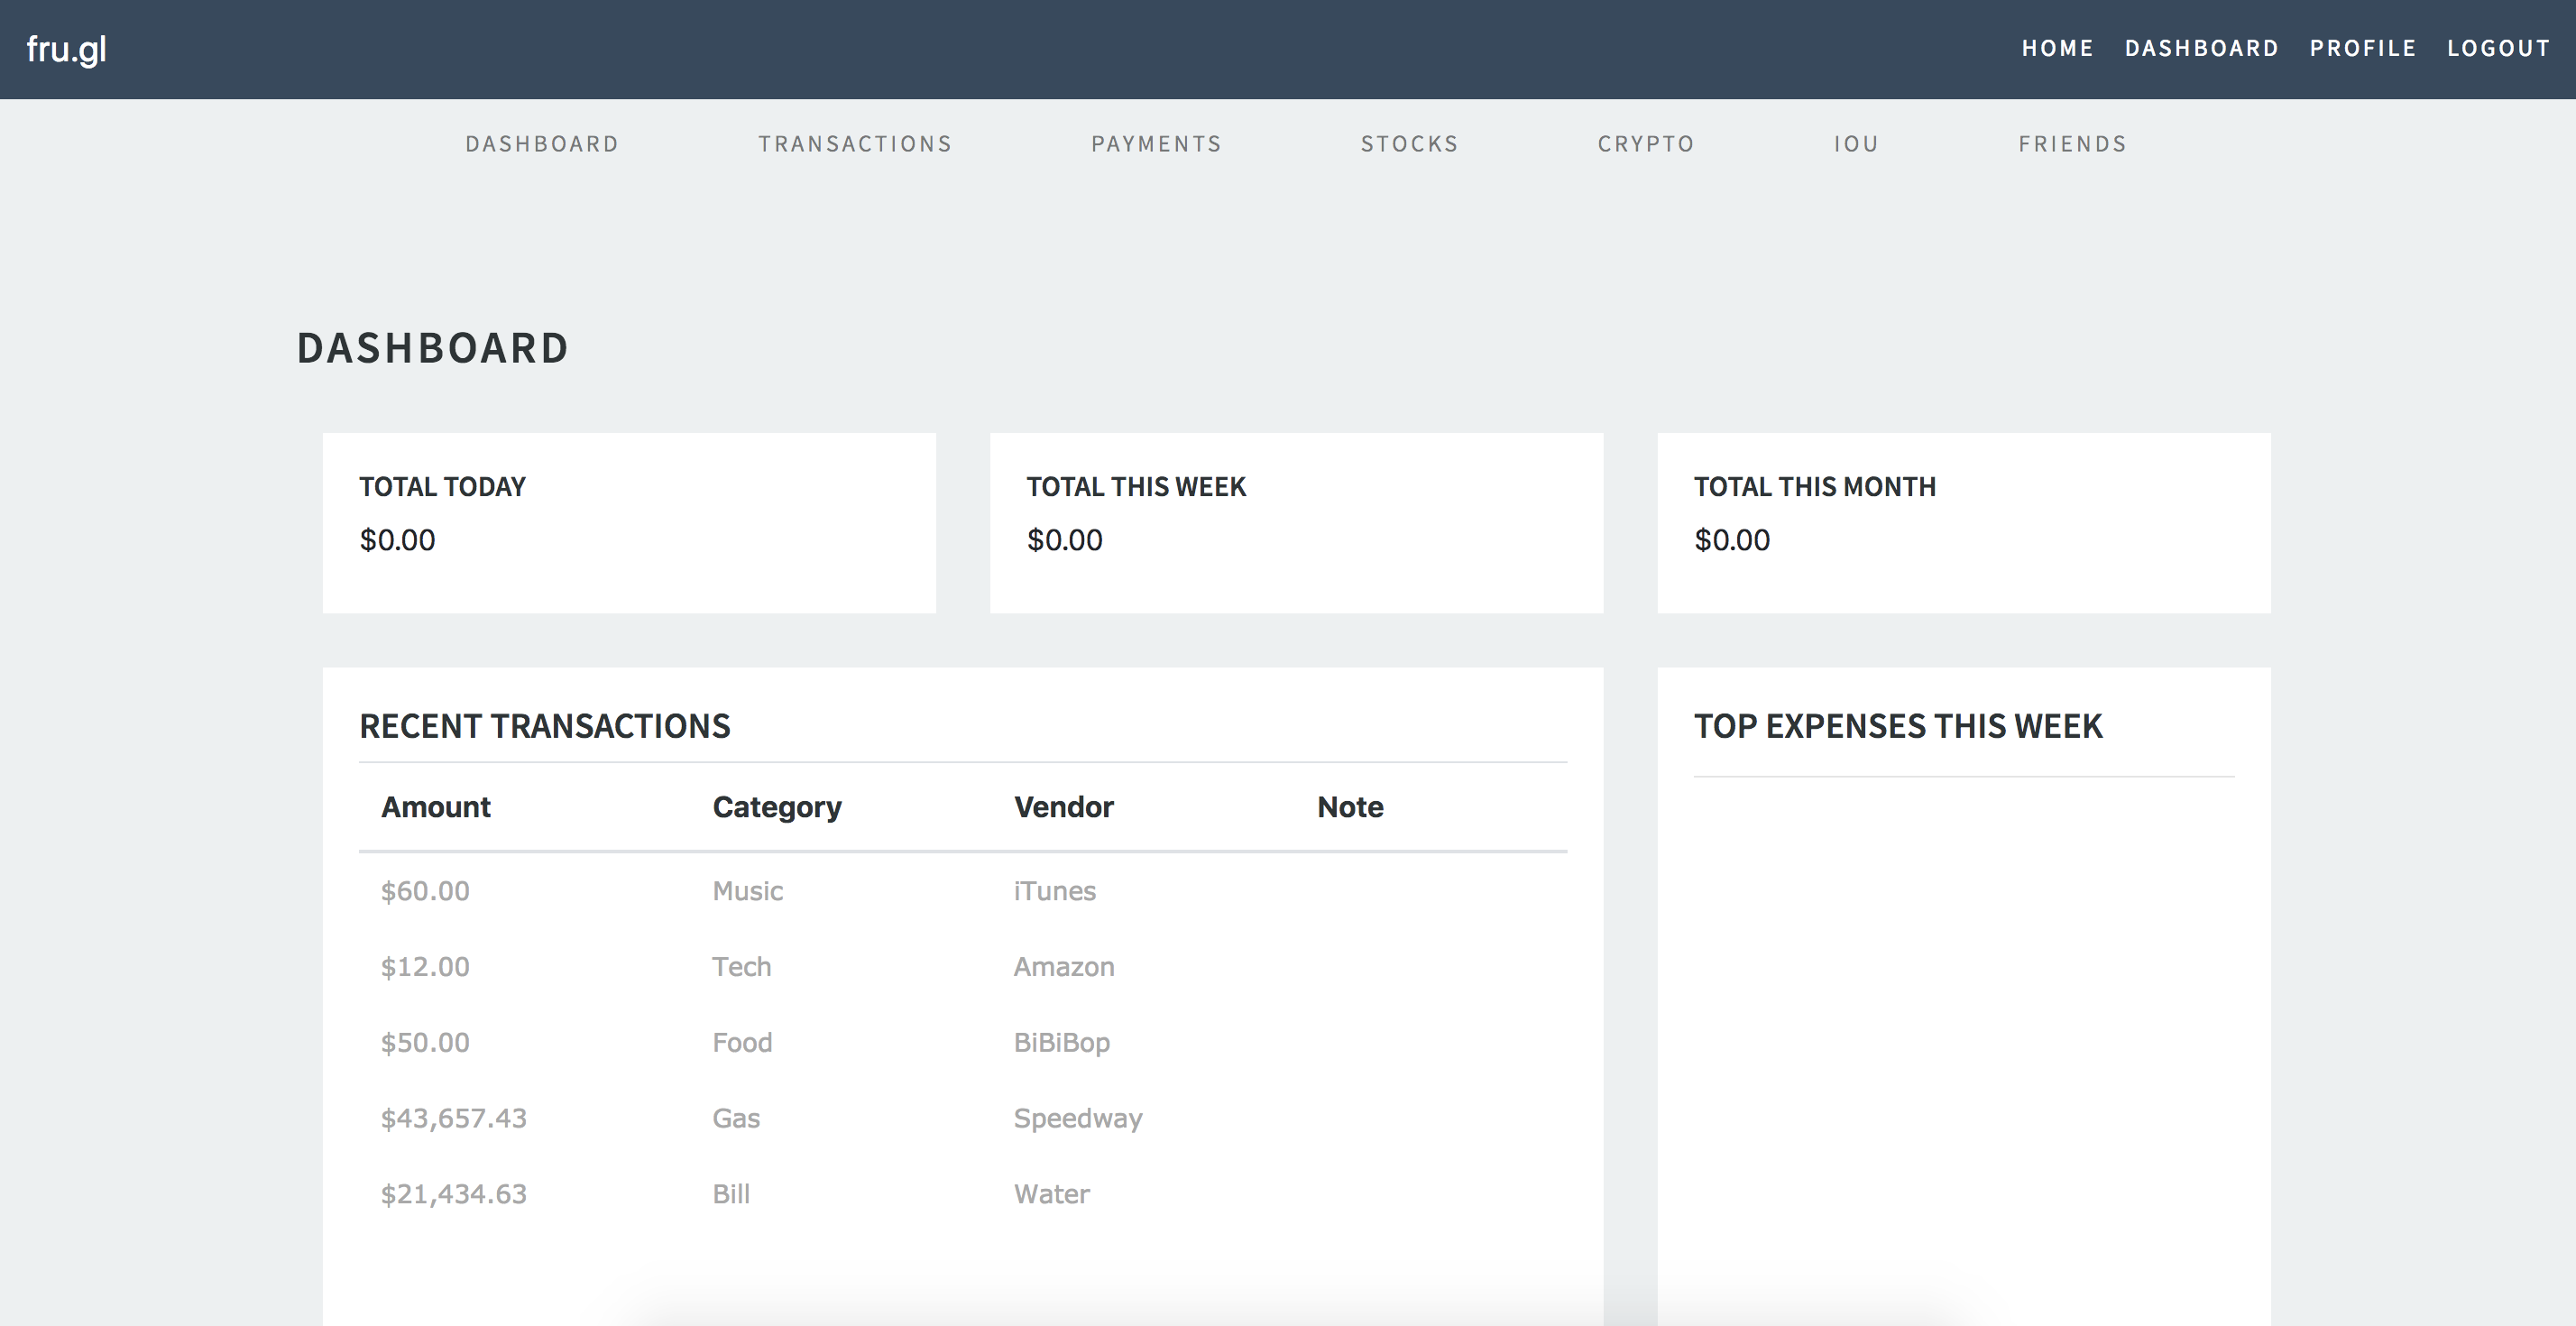 fru.gl HOME DASHBOARD PROFILE LOGOUT
DASHBOARD TRANSACTIONS PAYMENTS STOCKS CRYPTO IOU FRIENDS
DASHBOARD
TOTAL TODAY TOTAL THIS WEEK TOTAL THIS MONTH
$0.00 $0.00 $0.00
RECENT TRANSACTIONS TOP EXPENSES THIS WEEK
Amount Category Vendor Note
$60.00 Music iTunes
$12.00 Tech Amazon
$50.00 Food BiBiBop
$43,657.43 Gas Speedway
$21,434.63 Bill Water